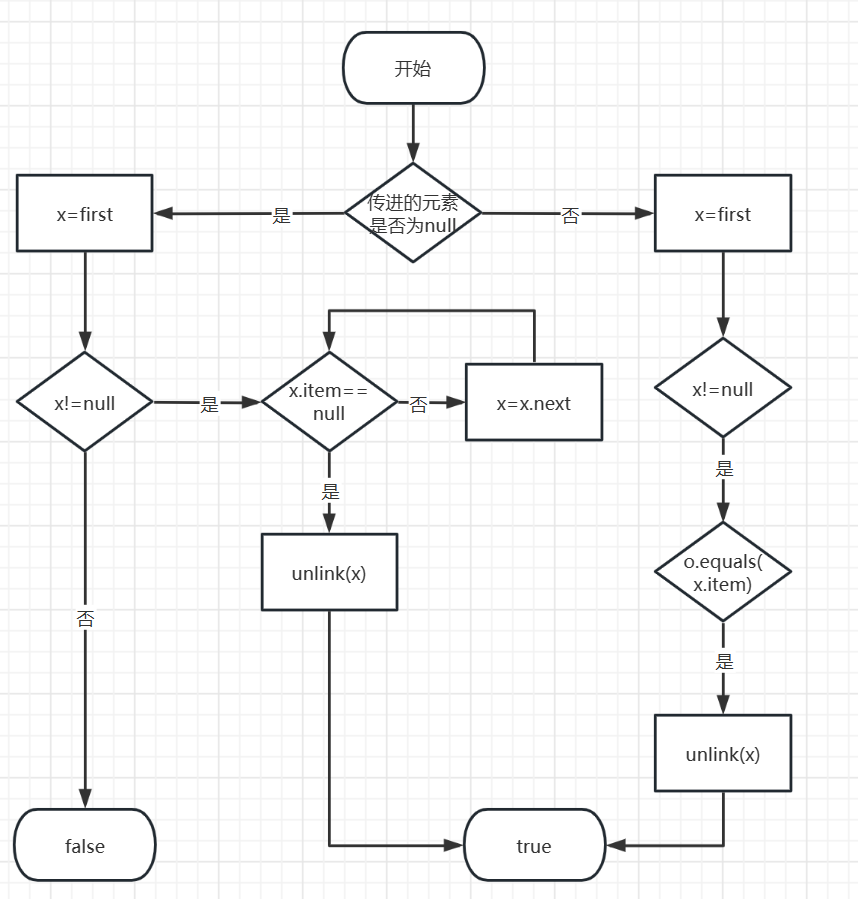 开始
传进的元素
是否为null
是
否
x=first
x=first
x!=null
是
x.item==
null
否
x=x.next
x!=null
是
是
unlink(x)
o.equals(
x.item)
否
是
unlink(x)
false
true